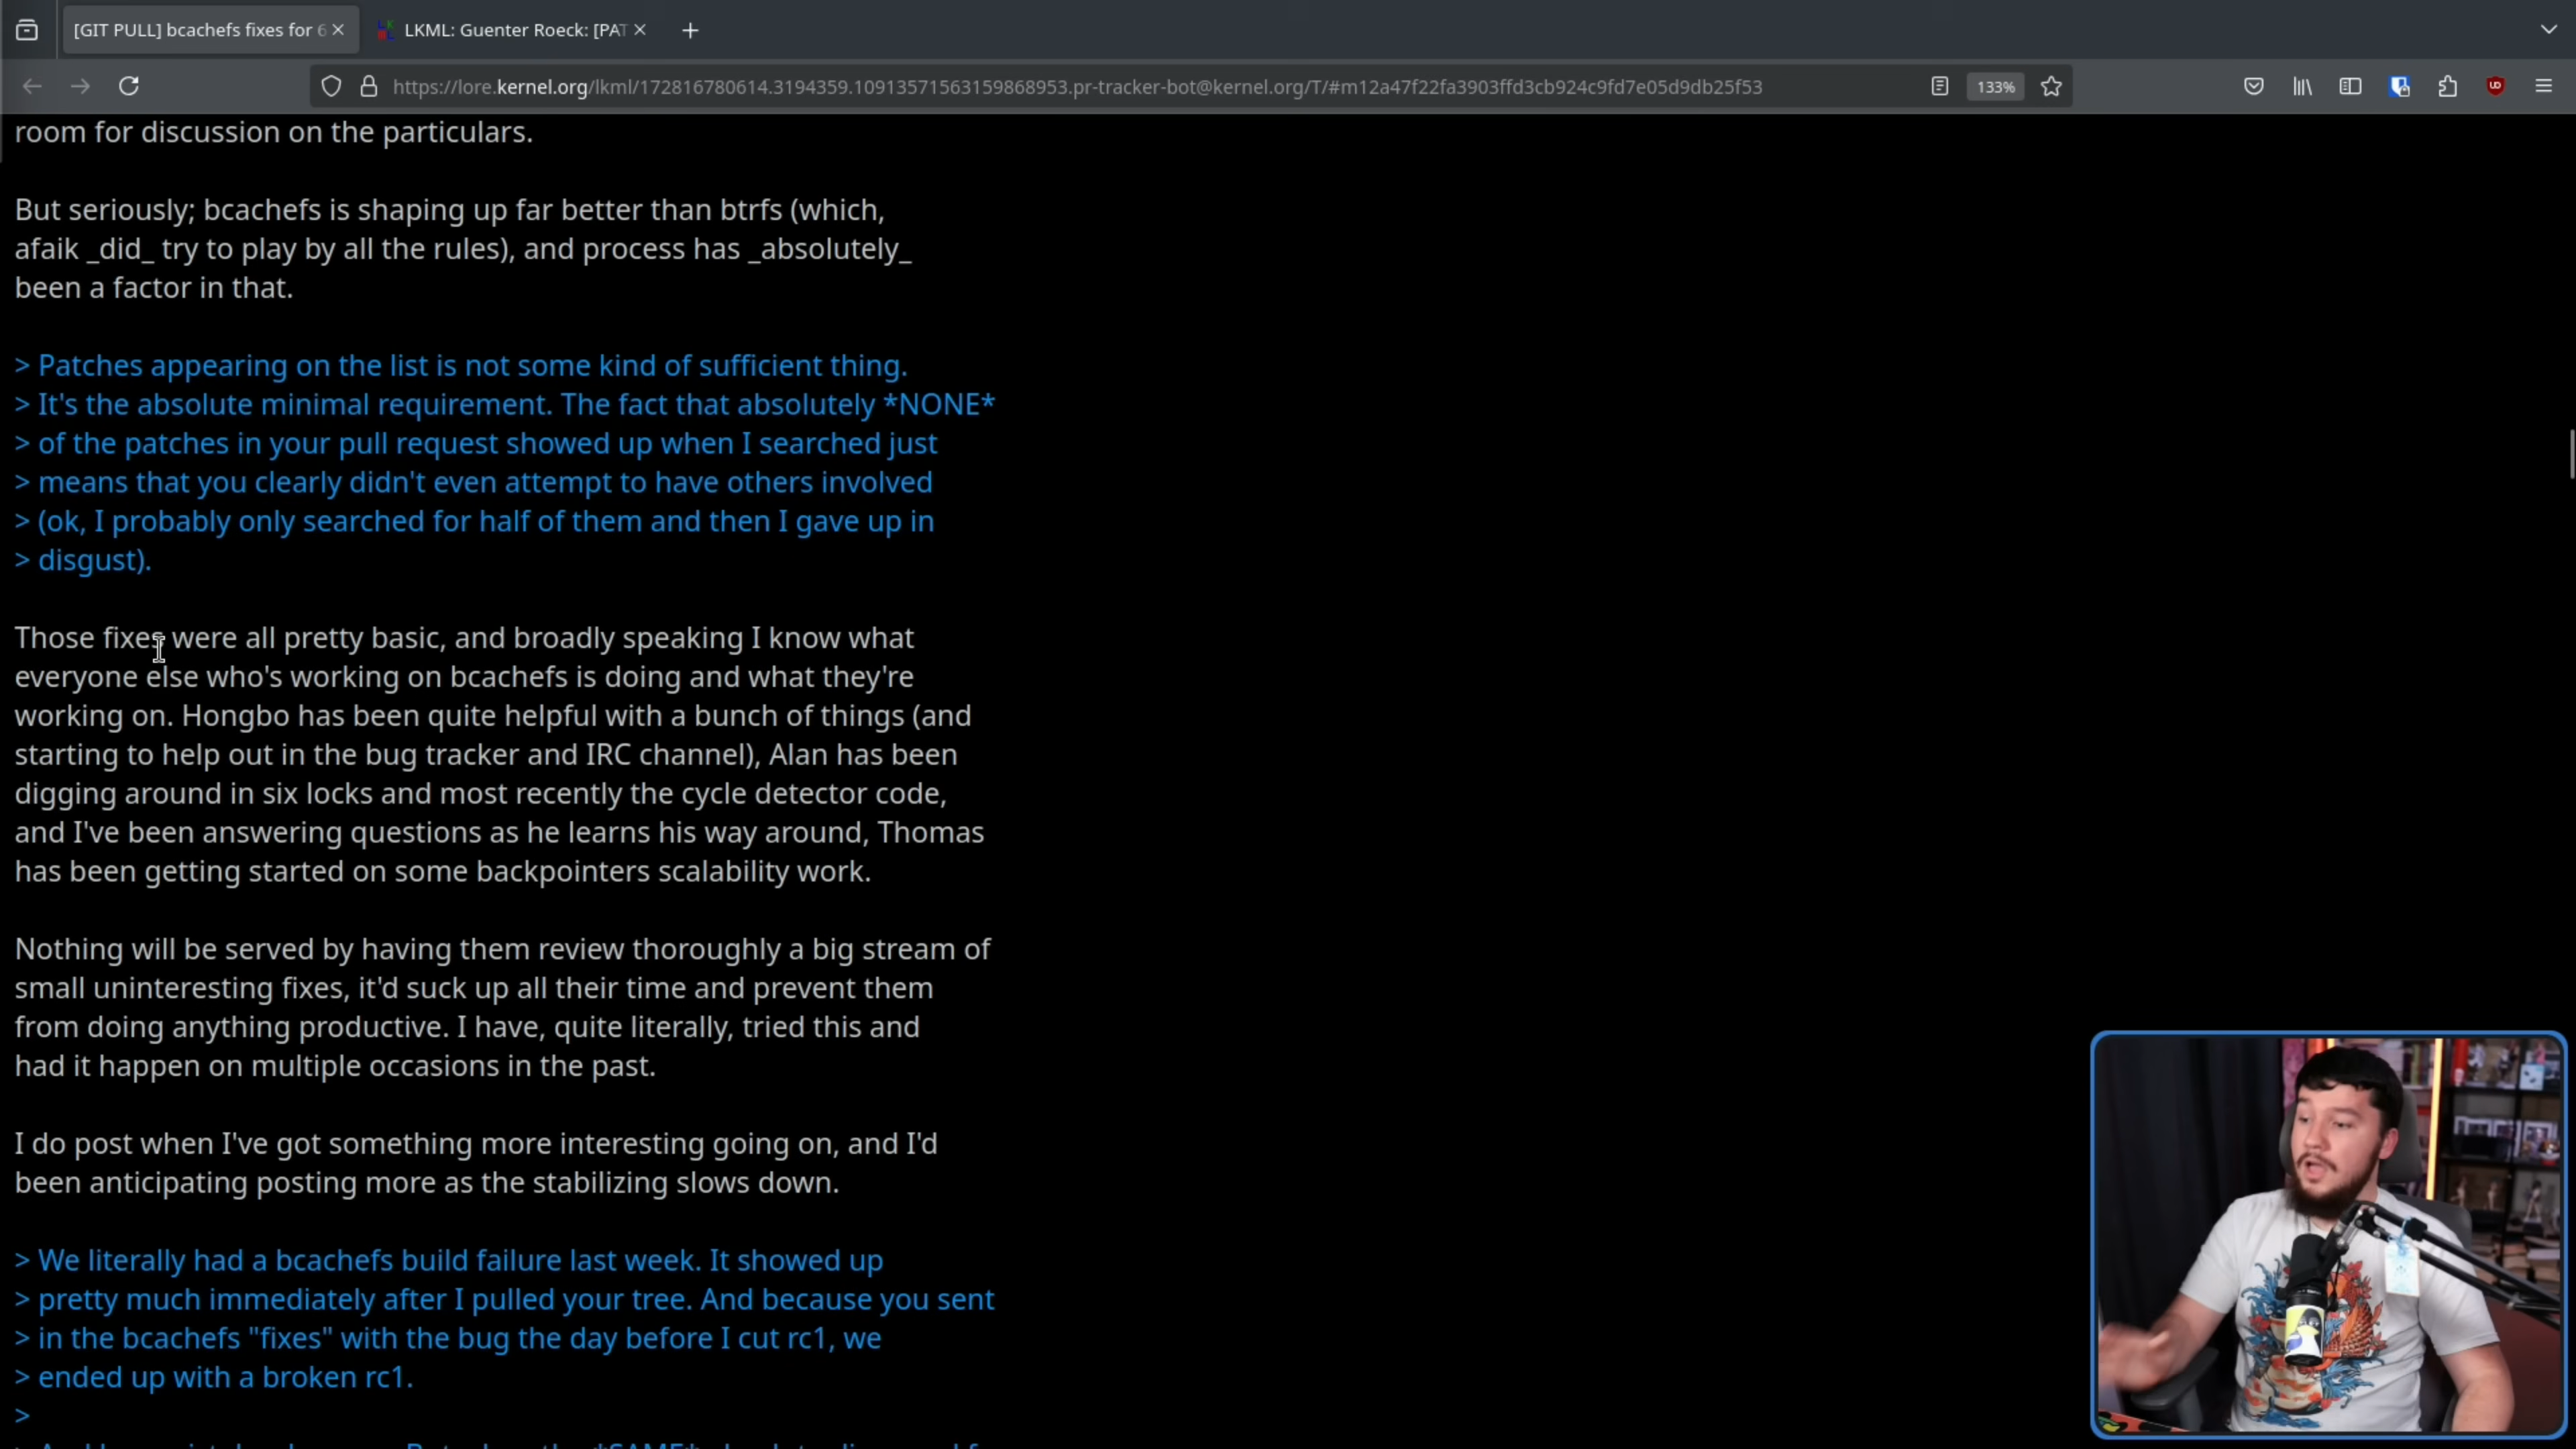 [GIT PULL] bcachefs fixes for 6
LKML: Guenter Roeck: [PAT
https://lore.kernel.org/lkml/172816780614.3194359.10913571563159868953.pr-tracker-bot@kernel.org/T/#m12a47f22fa3903ffd3cb924c9fd7e05d9db25f53
133%
room for discussion on the particulars.
But seriously; bcachefs is shaping up far better than btrfs (which,
afaik _did_ try to play by all the rules), and process has _absolutely_
been a factor in that.
> Patches appearing on the list is not some kind of sufficient thing.
> It's the absolute minimal requirement. The fact that absolutely *NONE*
> of the patches in your pull request showed up when I searched just
> means that you clearly didn't even attempt to have others involved
> (ok, I probably only searched for half of them and then I gave up in
> disgust).
Those fixes were all pretty basic, and broadly speaking I know what
everyone else who's working on bcachefs is doing and what they're
working on. Hongbo has been quite helpful with a bunch of things (and
starting to help out in the bug tracker and IRC channel), Alan has been
digging around in six locks and most recently the cycle detector code,
and I've been answering questions as he learns his way around, Thomas
has been getting started on some backpointers scalability work.
Nothing will be served by having them review thoroughly a big stream of
small uninteresting fixes, it'd suck up all their time and prevent them
from doing anything productive. I have, quite literally, tried this and
had it happen on multiple occasions in the past.
I do post when I've got something more interesting going on, and I'd
been anticipating posting more as the stabilizing slows down.
> We literally had a bcachefs build failure last week. It showed up
> pretty much immediately after I pulled your tree. And because you sent
> in the bcachefs "fixes" with the bug the day before I cut rc1, we
> ended up with a broken rc1.
>